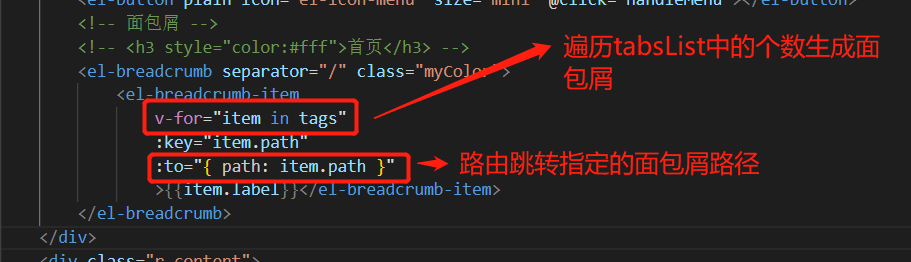 <el-button plain icon="el-icon-menu" size="mini" @click="handleMenu"></el-button>
<!-- 面包屑 -->
<!-- <h3 style="color:#fff">首页</h3> -->
<el-breadcrumb separator="/" class="myColor">
<el-breadcrumb-item
v-for="item in tags"
:key="item.path"
:to="{ path: item.path }"
>{{item.label}}</el-breadcrumb-item>
</el-breadcrumb>
</div>
<div class="r-content">
遍历tabsList中的个数生成面
包屑
路由跳转指定的面包屑路径